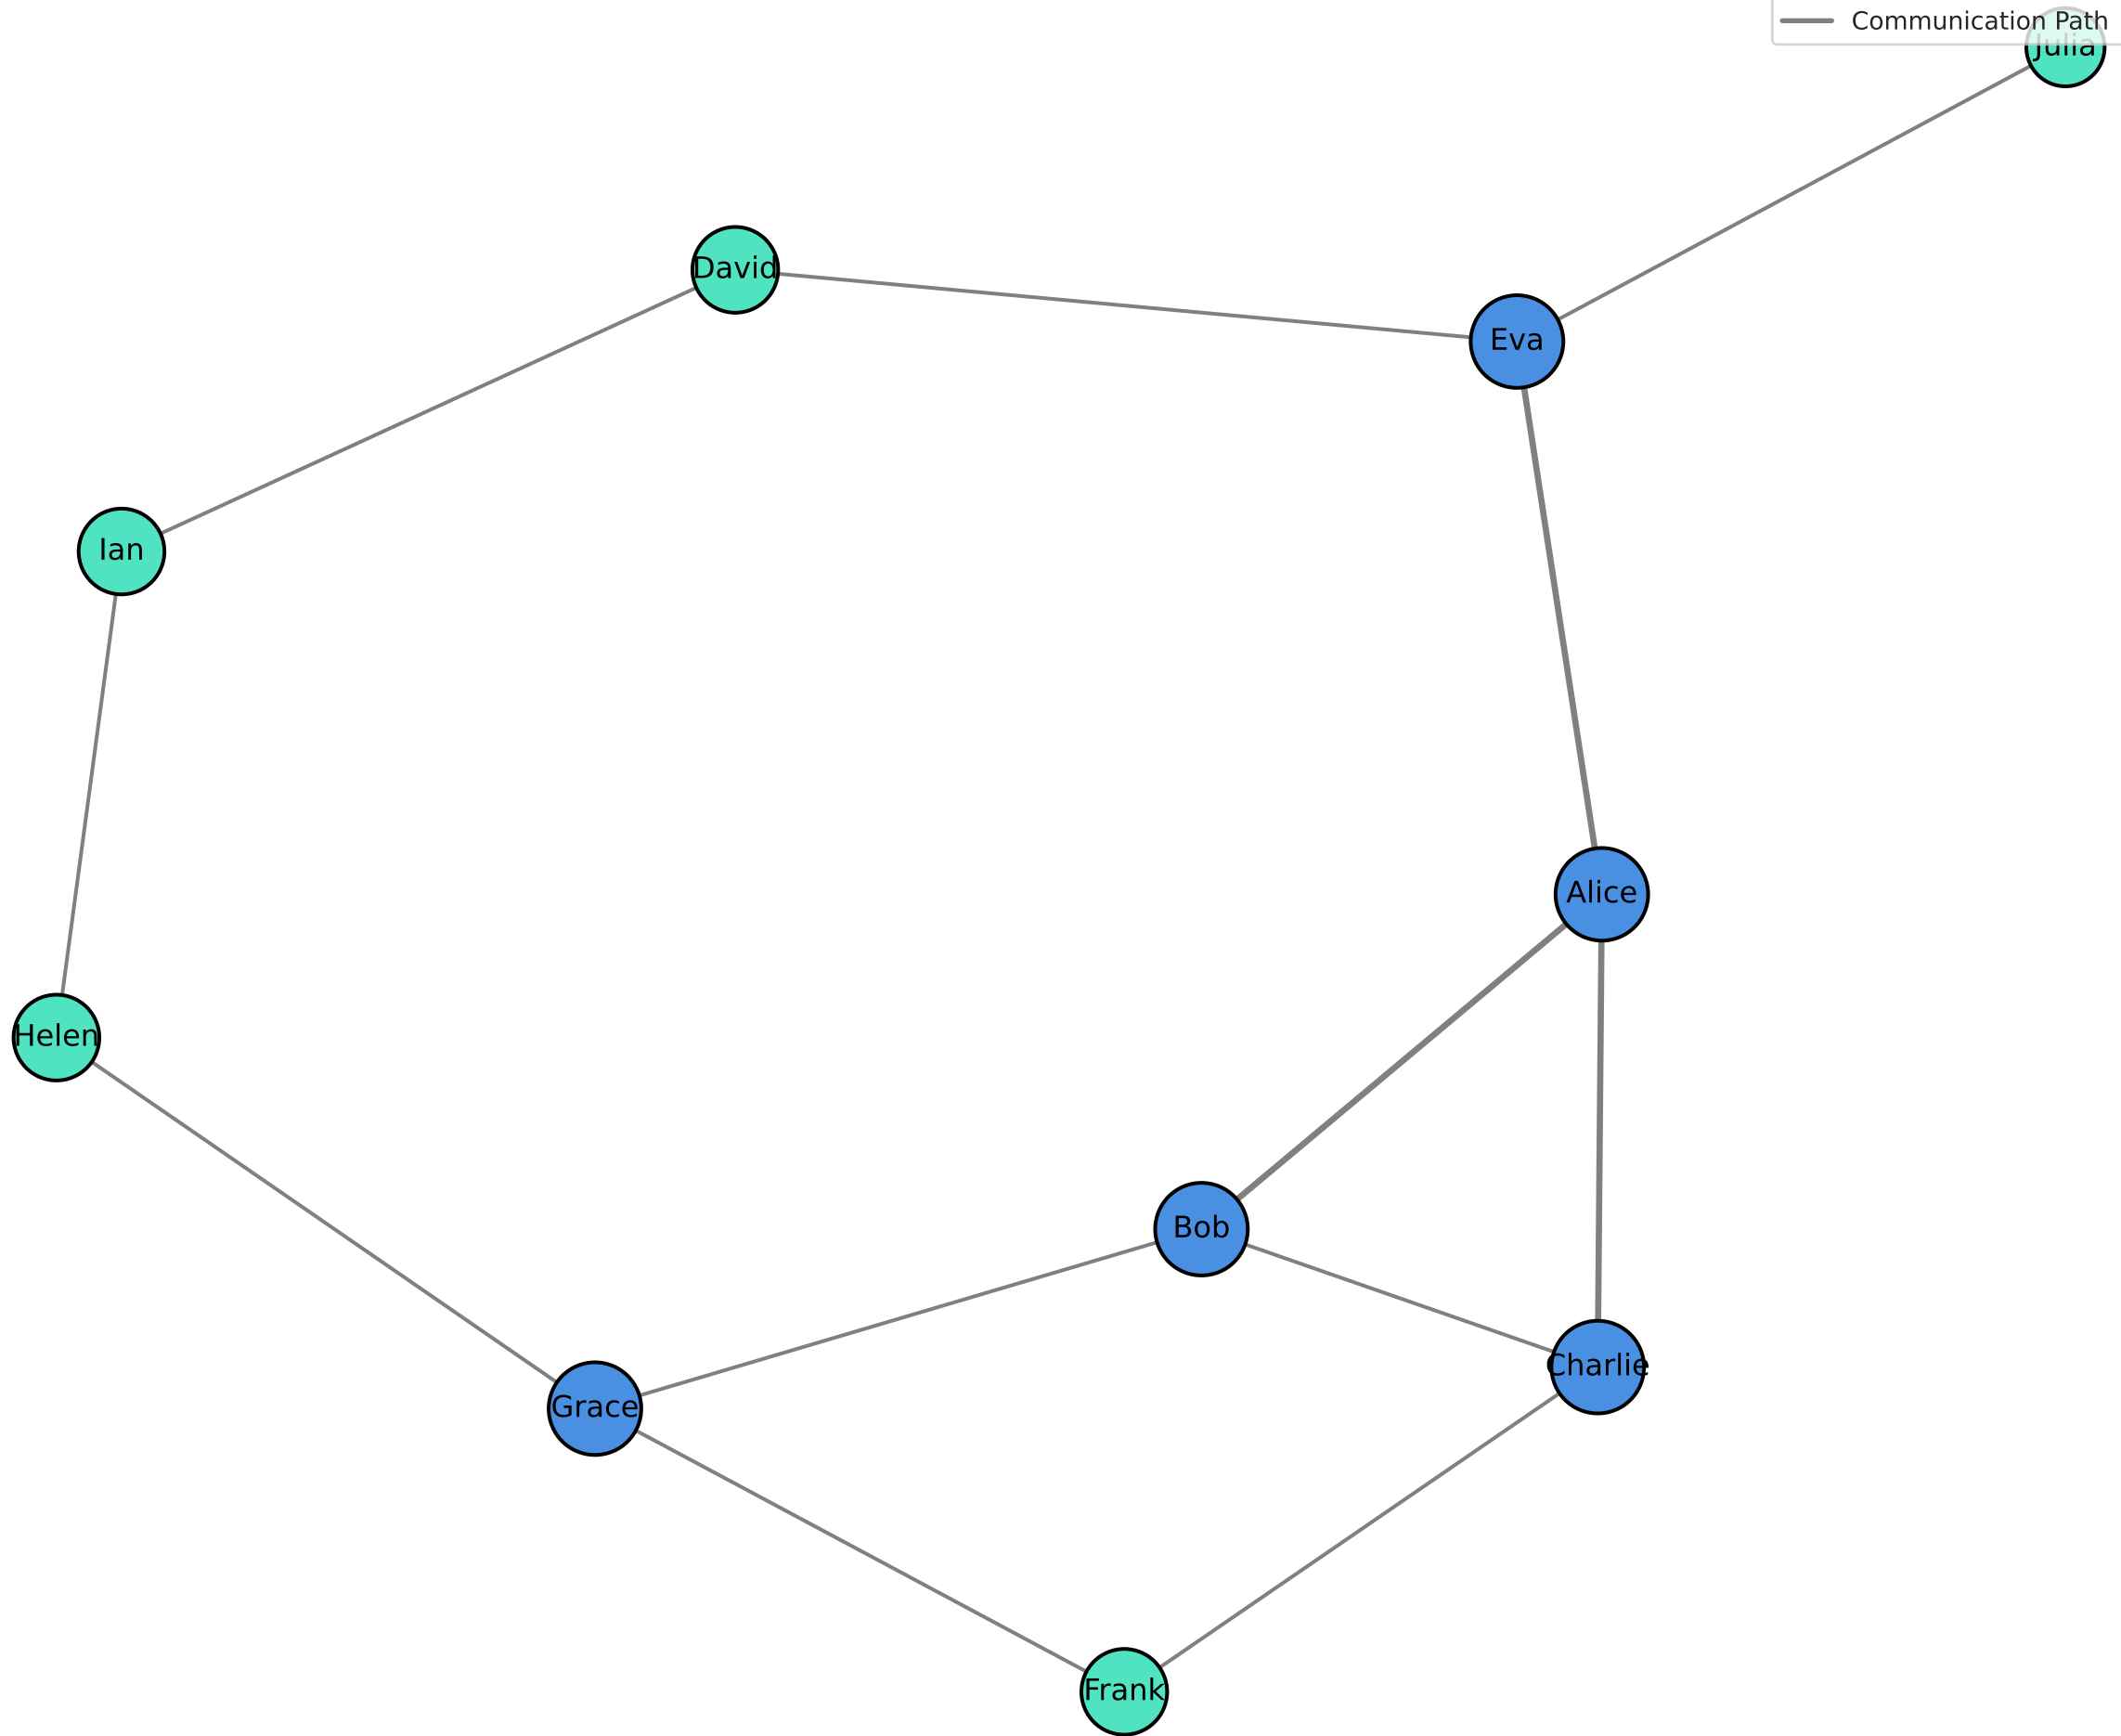 Communication Path
Julia
David
Eva
Ian
Alice
Helen
Bob
Charlie
Grace
Frank